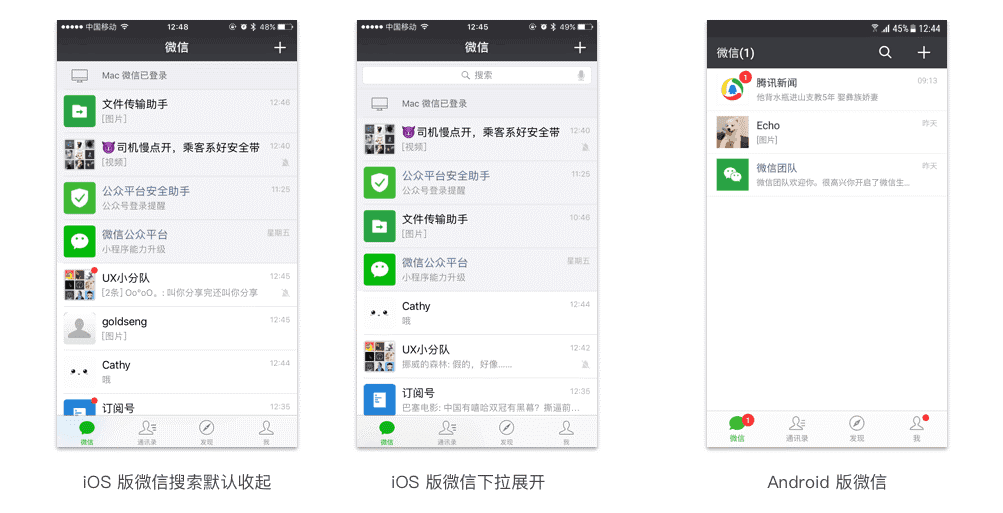 中国移动 12:48 48%
微信
Mac 微信已登录
文件传输助手 12:46
[图片]
司机慢点开，乘客系好安全带 12:40
[视频]
公众平台安全助手 11:25
公众号登录提醒
微信公众平台 星期五
小程序能力升级
UX小分队 12:45
[2条] Oo°oO。: 叫你分享完还叫你分享
goldseng 12:45
[图片]
Cathy 12:44
哦
订阅号 12:35
微信 通讯录 发现 我
iOS 版微信搜索默认收起
中国移动 12:45 49%
微信
搜索
Mac 微信已登录
司机慢点开，乘客系好安全带 12:40
[视频]
公众平台安全助手 11:25
公众号登录提醒
文件传输助手 10:46
[图片]
微信公众平台 星期五
小程序能力升级
Cathy 12:44
哦
UX小分队 12:42
挪威的森林: 假的，好像......
订阅号 12:35
巴塞电影: 中国有嘻哈双冠有黑幕？撕逼前...
微信 通讯录 发现 我
iOS 版微信下拉展开
45% 12:44
微信(1)
1
腾讯新闻 09:13
他背水瓶进山支教5年 娶彝族娇妻
Echo 昨天
[图片]
微信团队 昨天
微信团队欢迎你。很高兴你开启了微信生...
1
微信 通讯录 发现 我
Android 版微信